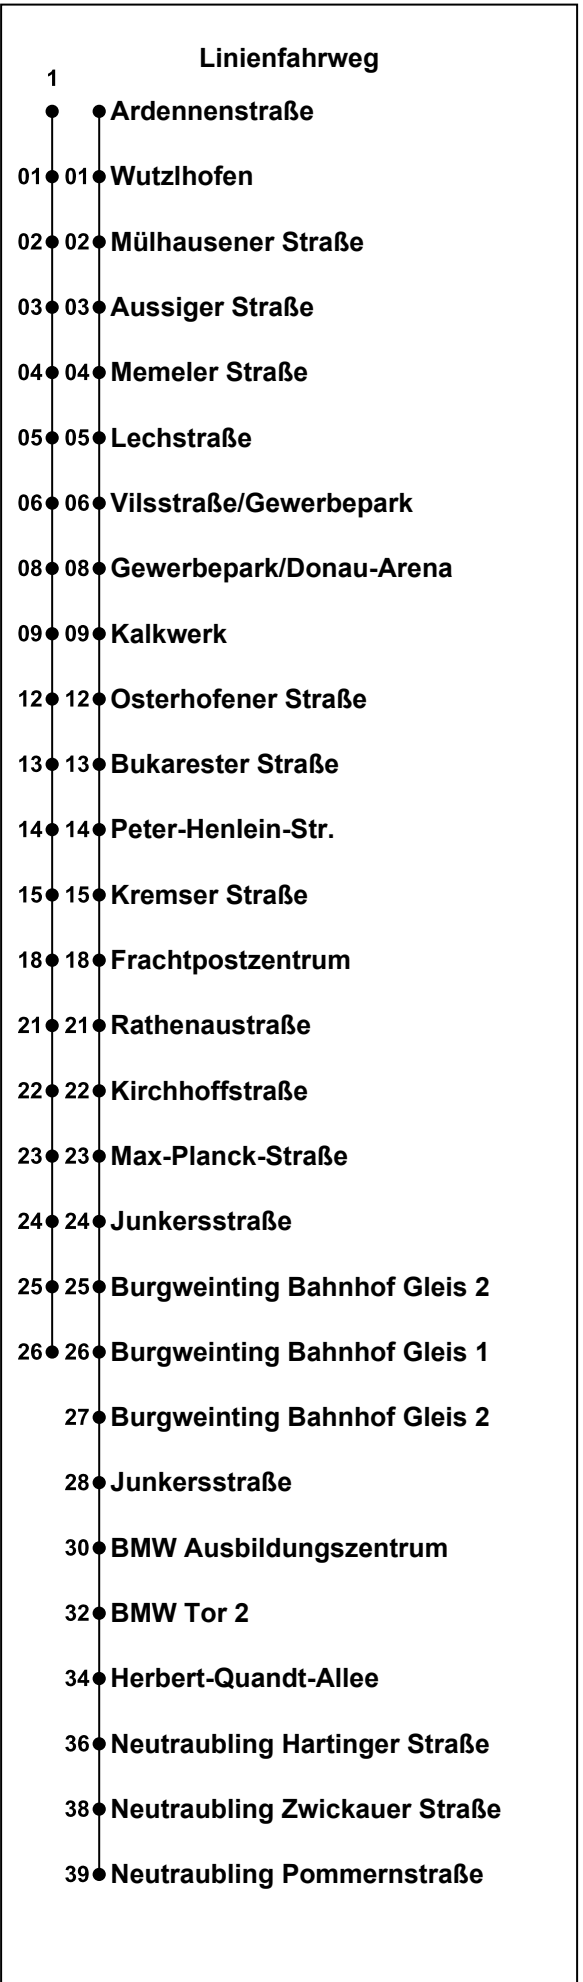 Linienfahrweg
1
Ardennenstraße
01 01 Wutzlhofen
02 02 Mülhausener Straße
03 03 Aussiger Straße
04 04 Memeler Straße
05 05 Lechstraße
06 06 Vilsstraße/Gewerbepark
08 08 Gewerbepark/Donau-Arena
09 09 Kalkwerk
12 12 Osterhofener Straße
13 13 Bukarester Straße
14 14 Peter-Henlein-Str.
15 15 Kremser Straße
18 18 Frachtpostzentrum
21 21 Rathenaustraße
22 22 Kirchhoffstraße
23 23 Max-Planck-Straße
24 24 Junkersstraße
25 25 Burgweinting Bahnhof Gleis 2
26 26 Burgweinting Bahnhof Gleis 1
27 Burgweinting Bahnhof Gleis 2
28 Junkersstraße
30 BMW Ausbildungszentrum
32 BMW Tor 2
34 Herbert-Quandt-Allee
36 Neutraubling Hartinger Straße
38 Neutraubling Zwickauer Straße
39 Neutraubling Pommernstraße